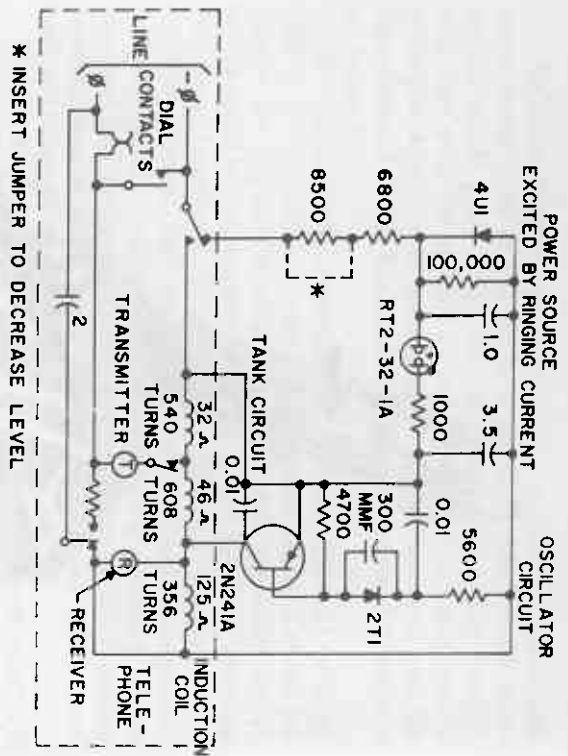 POWER SOURCE
EXCITED BY RINGING CURRENT
OSCILLATOR
CIRCUIT
4U1
100,000
1.0
3.5
5600
6800
RT2-32-1A
1000
0.01
8500
*
300
MMF
2T1
4700
TANK CIRCUIT
0.01
2N241A
LINE
-Ø
Ø
DIAL
CONTACTS
32 Ω
540
TURNS
46 Ω
608
TURNS
125 Ω
356
TURNS
INDUCTION
COIL
TRANSMITTER
T
R
RECEIVER
TELE-
PHONE
2
* INSERT JUMPER TO DECREASE LEVEL